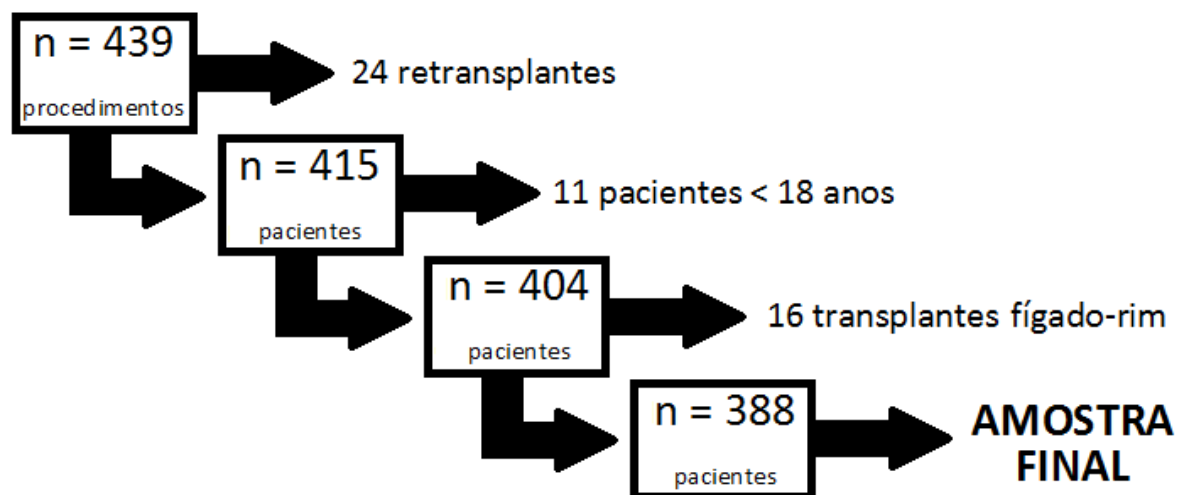 n = 439
procedimentos
24 retransplantes
n = 415
pacientes
11 pacientes < 18 anos
n = 404
pacientes
16 transplantes fígado-rim
n = 388
pacientes
AMOSTRA
FINAL